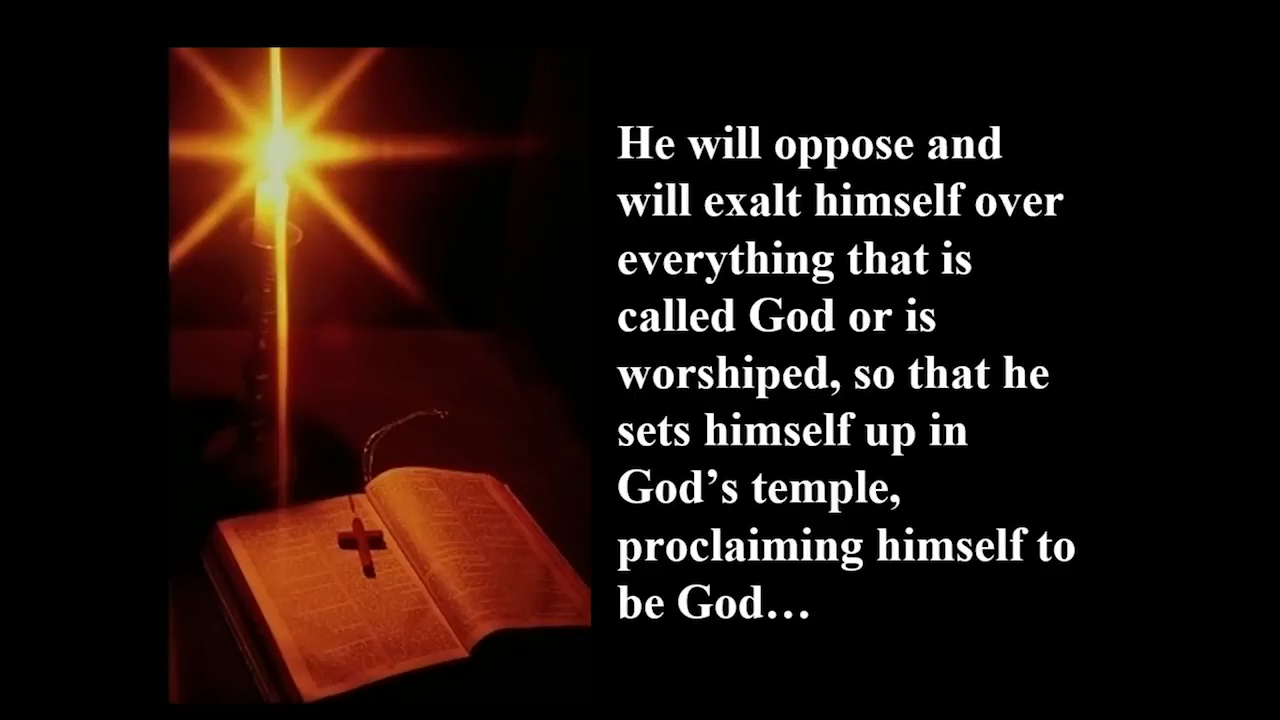 He will oppose and
will exalt himself over
everything that is
called God or is
worshiped, so that he
sets himself up in
God’s temple,
proclaiming himself to
be God…